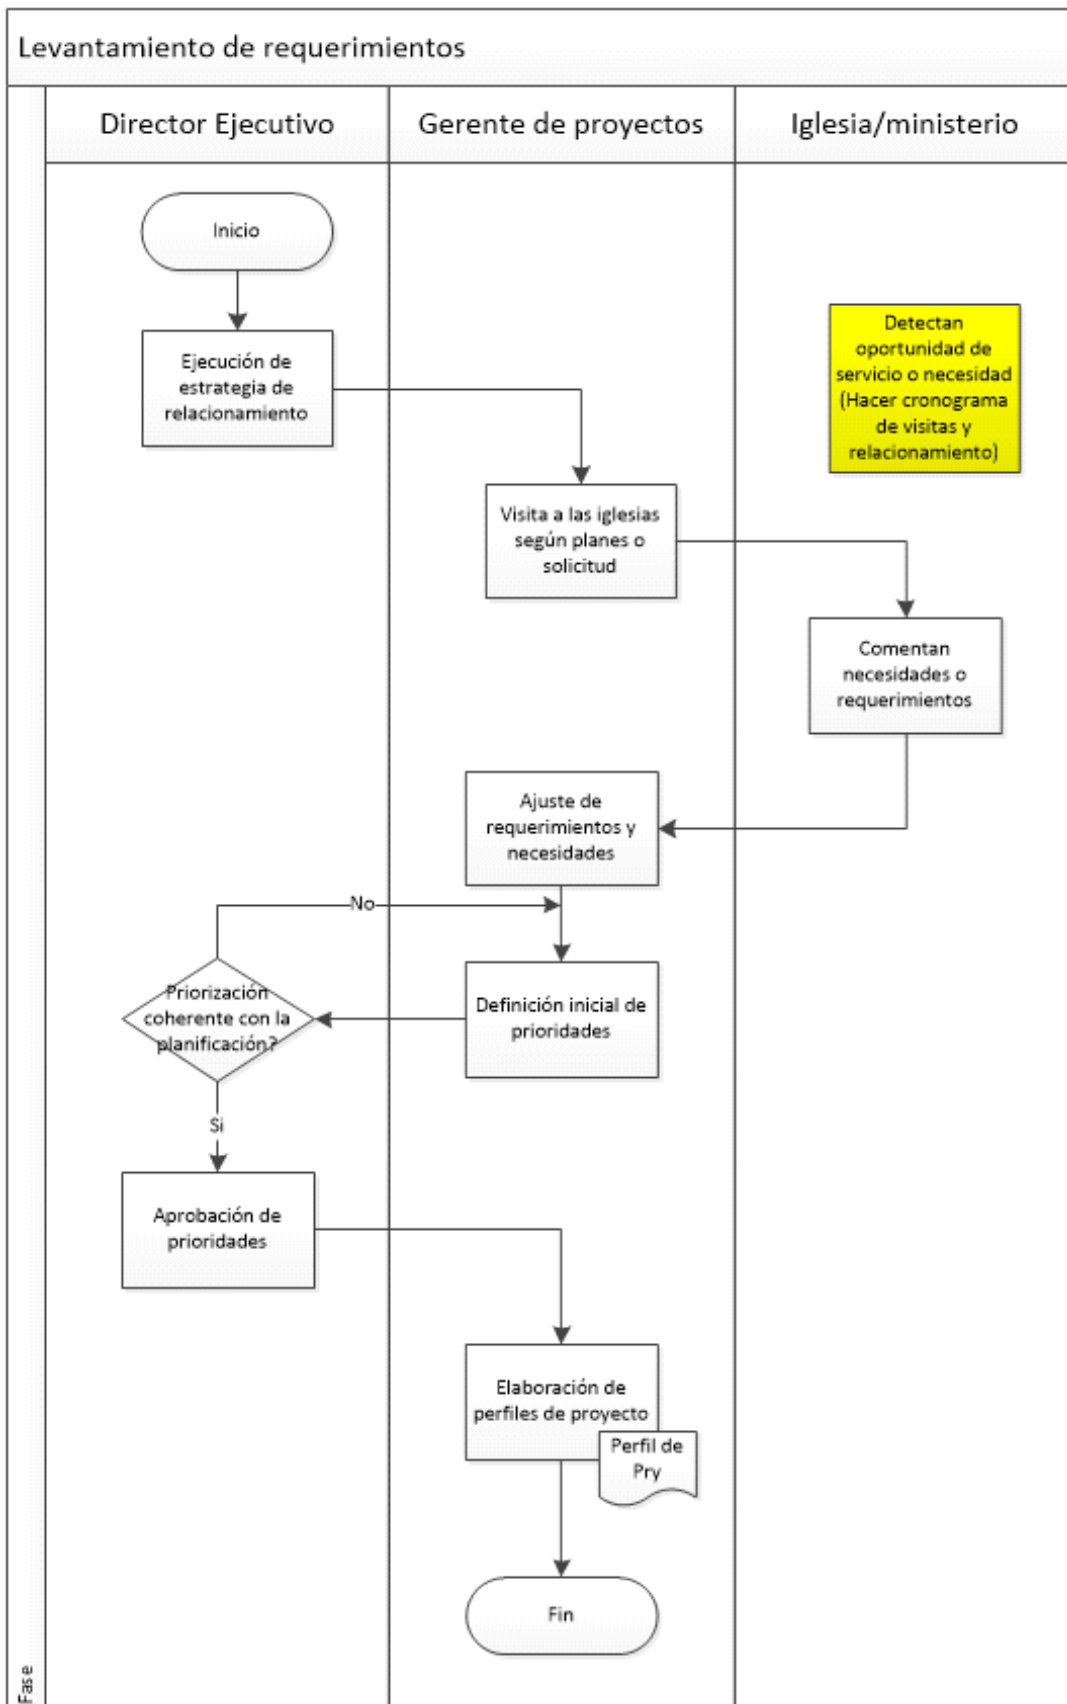 Levantamiento de requerimientos
Director Ejecutivo
Gerente de proyectos
Iglesia/ministerio
Inicio
Ejecución de
estrategia de
relacionamiento
Detectan
oportunidad de
servicio o necesidad
(Hacer cronograma
de visitas y
relacionamiento)
Visita a las iglesias
según planes o
solicitud
Comentan
necesidades o
requerimientos
Ajuste de
requerimientos y
necesidades
No
Definición inicial de
prioridades
Priorización
coherente con la
planificación?
Si
Aprobación de
prioridades
Elaboración de
perfiles de proyecto
Perfil de
Pry
Fin
Fase